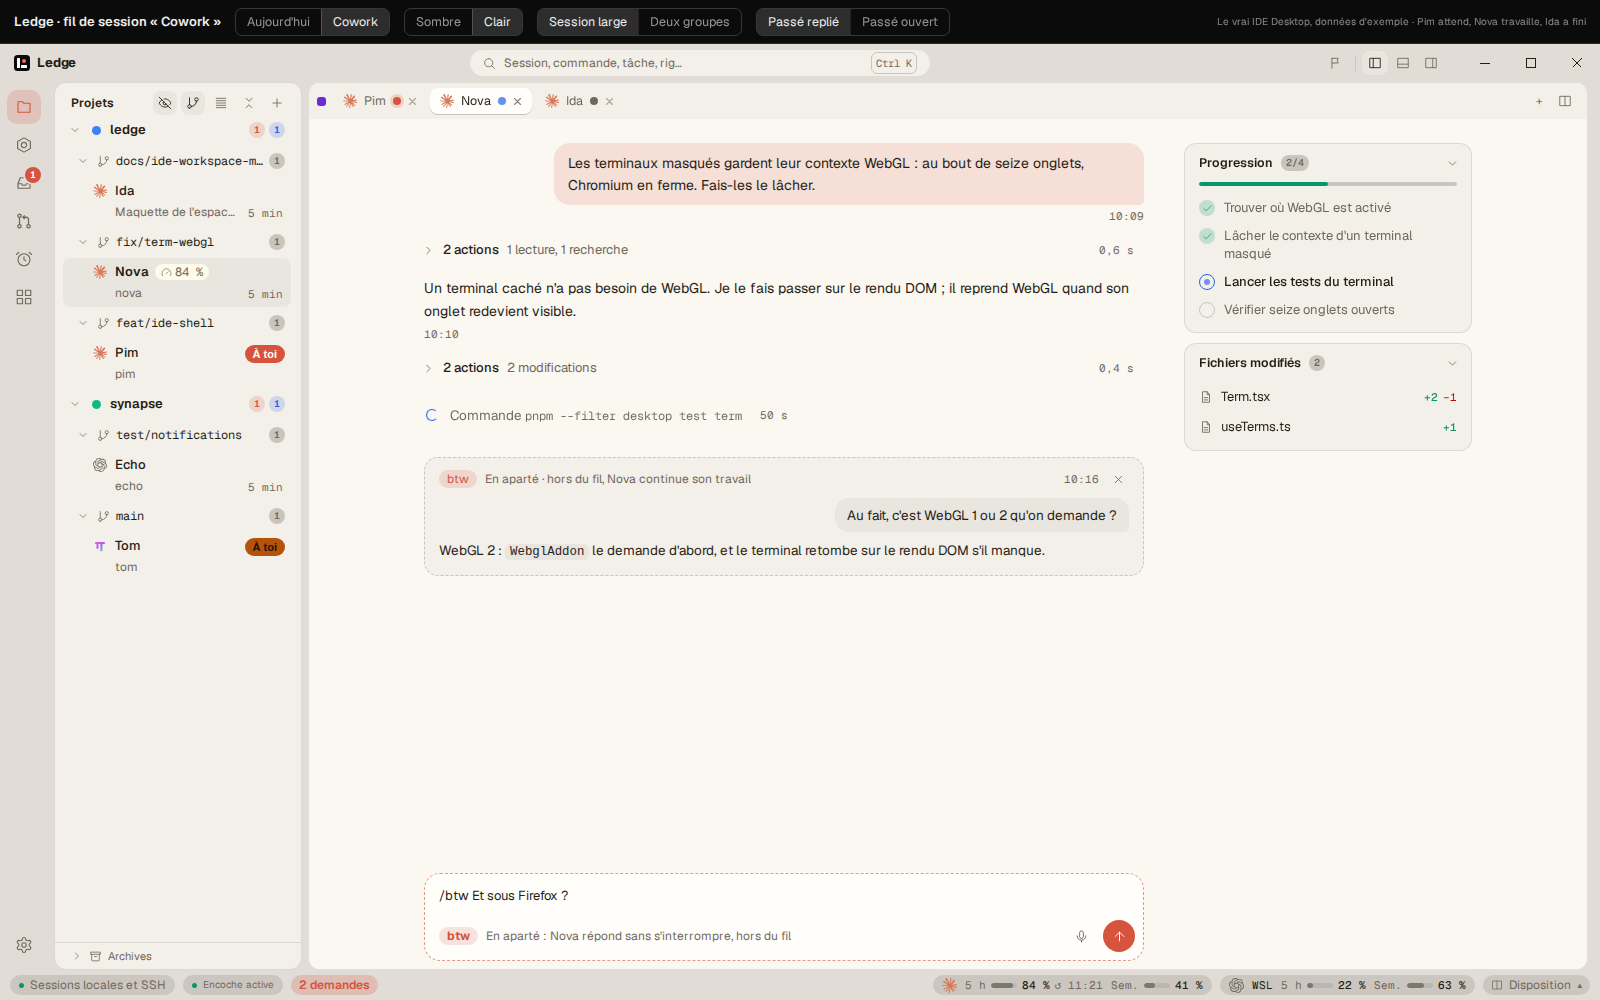 Ledge · fil de session « Cowork »
Aujourd'hui Cowork
Sombre Clair
Session large Deux groupes
Passé replié Passé ouvert
Le vrai IDE Desktop, données d'exemple · Pim attend, Nova travaille, Ida a fini
Ledge
Session, commande, tâche, rig… Ctrl K
Projets
1
ledge 1 1
docs/ide-workspace-m… 1
Ida
Maquette de l'espac… 5 min
fix/term-webgl 1
Nova 84 %
nova 5 min
feat/ide-shell 1
Pim À toi
pim
synapse 1 1
test/notifications 1
Echo
echo 5 min
main 1
Tom À toi
tom
Archives
Pim
Nova
Ida
Les terminaux masqués gardent leur contexte WebGL : au bout de seize onglets,
Chromium en ferme. Fais-les le lâcher.
10:09
2 actions 1 lecture, 1 recherche 0,6 s
Un terminal caché n'a pas besoin de WebGL. Je le fais passer sur le rendu DOM ; il reprend WebGL quand son
onglet redevient visible.
10:10
2 actions 2 modifications 0,4 s
Commande pnpm --filter desktop test term 50 s
btw En aparté · hors du fil, Nova continue son travail 10:16
Au fait, c'est WebGL 1 ou 2 qu'on demande ?
WebGL 2 : WebglAddon le demande d'abord, et le terminal retombe sur le rendu DOM s'il manque.
/btw Et sous Firefox ?
btw En aparté : Nova répond sans s'interrompre, hors du fil
Progression 2/4
Trouver où WebGL est activé
Lâcher le contexte d'un terminal
masqué
Lancer les tests du terminal
Vérifier seize onglets ouverts
Fichiers modifiés 2
Term.tsx +2 −1
useTerms.ts +1
Sessions locales et SSH
Encoche active
2 demandes
5 h 84 % ↺ 11:21 Sem. 41 %
WSL 5 h 22 % Sem. 63 %
Disposition